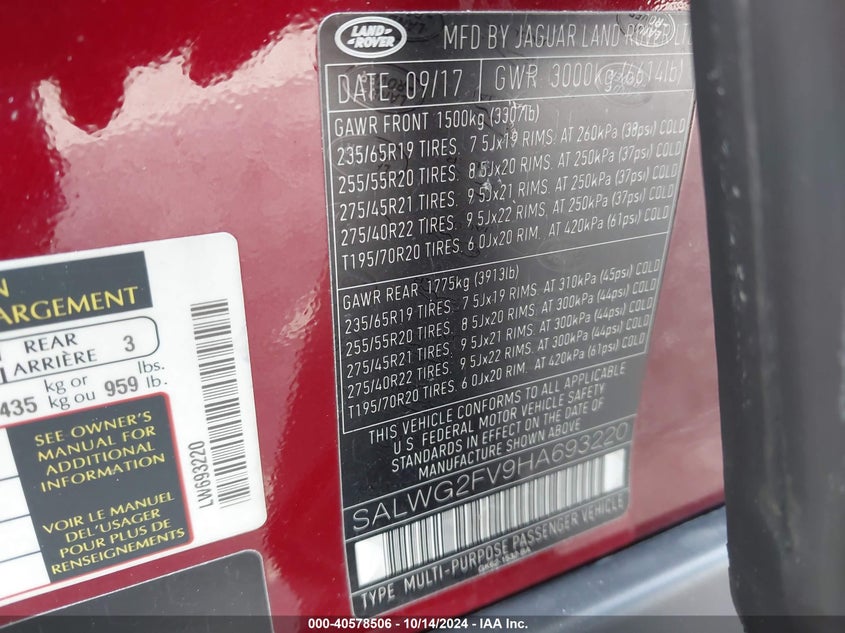 LAND ROVER
MFD BY JAGUAR LAND ROVER LTD
DATE 09/17 GWR 3000kg (6614lb)
GAWR FRONT 1500kg (3307lb)
235/65R19 TIRES. 7 5Jx19 RIMS. AT 260kPa (38psi) COLD
255/55R20 TIRES. 8 5Jx20 RIMS. AT 250kPa (37psi) COLD
275/45R21 TIRES. 9 5Jx21 RIMS. AT 250kPa (37psi) COLD
275/40R22 TIRES. 9 5Jx22 RIMS. AT 250kPa (37psi) COLD
T195/70R20 TIRES. 6 0Jx20 RIM. AT 420kPa (61psi) COLD
GAWR REAR 1775kg (3913lb)
235/65R19 TIRES. 7 5Jx19 RIMS. AT 310kPa (45psi) COLD
255/55R20 TIRES. 8 5Jx20 RIMS. AT 300kPa (44psi) COLD
275/45R21 TIRES. 9 5Jx21 RIMS. AT 300kPa (44psi) COLD
275/40R22 TIRES. 9 5Jx22 RIMS. AT 300kPa (44psi) COLD
T195/70R20 TIRES. 6 0Jx20 RIM. AT 420kPa (61psi) COLD
THIS VEHICLE CONFORMS TO ALL APPLICABLE
U.S. FEDERAL MOTOR VEHICLE SAFETY
STANDARDS IN EFFECT ON THE DATE OF
MANUFACTURE SHOWN ABOVE
SALWG2FV9HA693220
TYPE MULTI-PURPOSE PASSENGER VEHICLE
N
ARGEMENT
REAR
ARRIÈRE 3
435 kg or
kg ou 959 lbs.
lb.
SEE OWNER'S
MANUAL FOR
ADDITIONAL
INFORMATION
VOIR LE MANUEL
DEL'USAGER
POUR PLUS DE
RENSEIGNEMENTS
LW693220
000-40578506 - 10/14/2024 - IAA Inc.